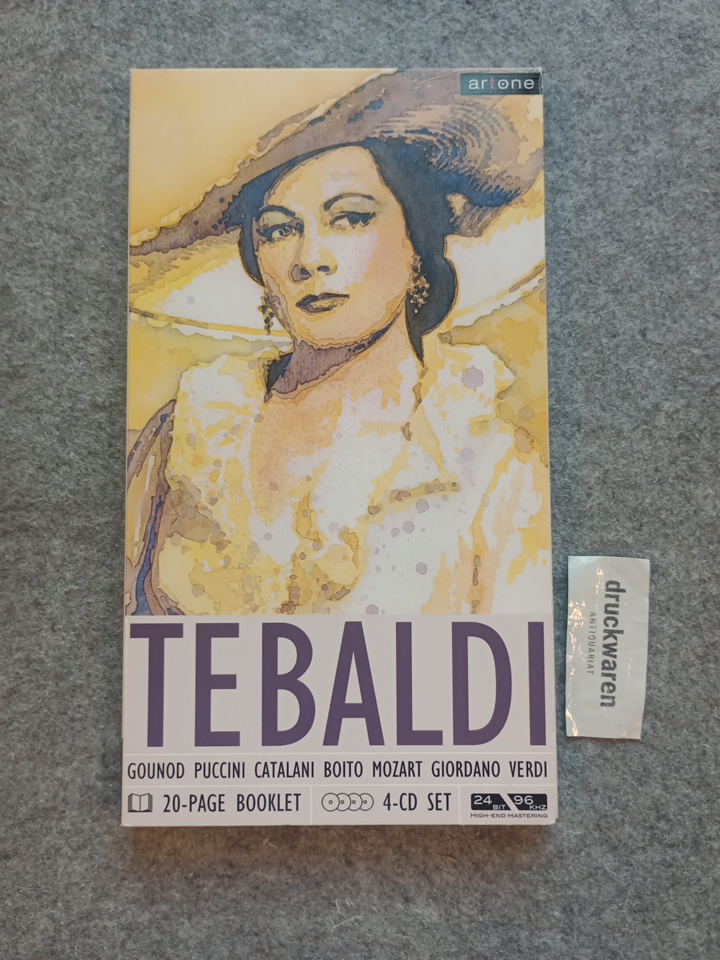 artone
TEBALDI
GOUNOD PUCCINI CATALANI BOITO MOZART GIORDANO VERDI
20-PAGE BOOKLET 4-CD SET 24 BIT 96 KHZ
HIGH-END MASTERING
druckwaren
ANTIQUARIAT